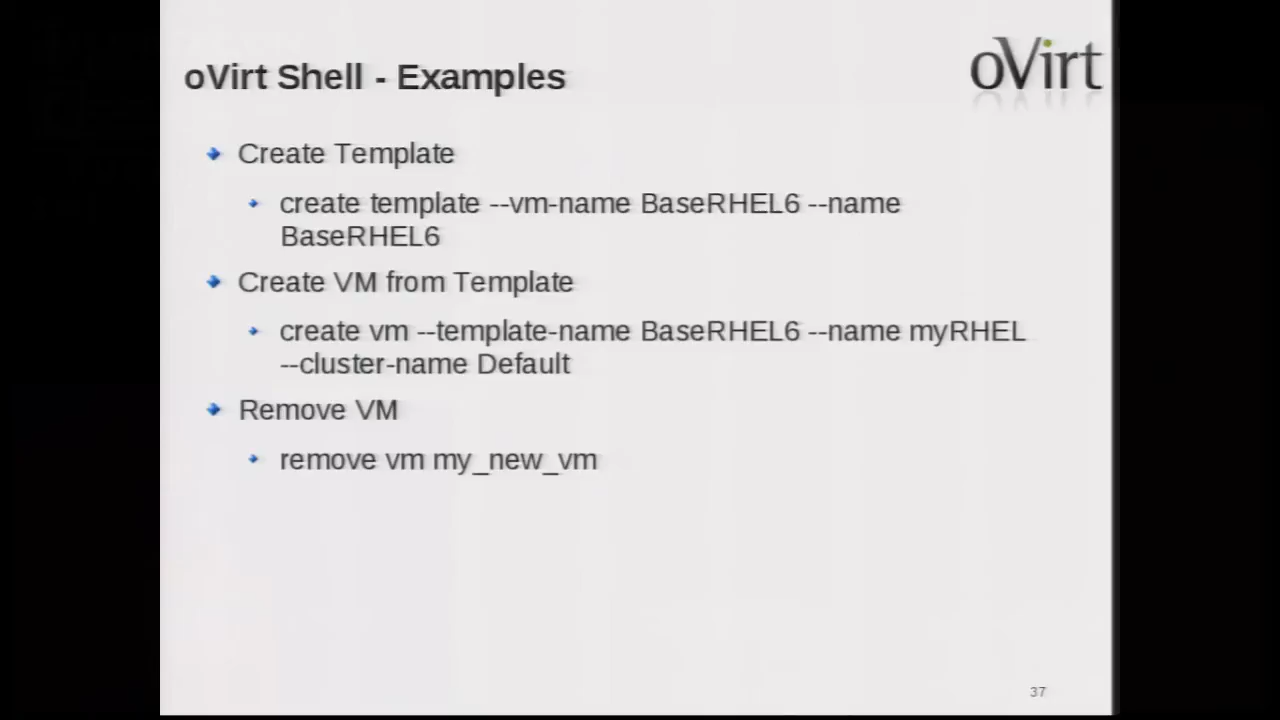 oVirt Shell - Examples
oVirt
Create Template
create template --vm-name BaseRHEL6 --name
BaseRHEL6
Create VM from Template
create vm --template-name BaseRHEL6 --name myRHEL
--cluster-name Default
Remove VM
remove vm my_new_vm
37